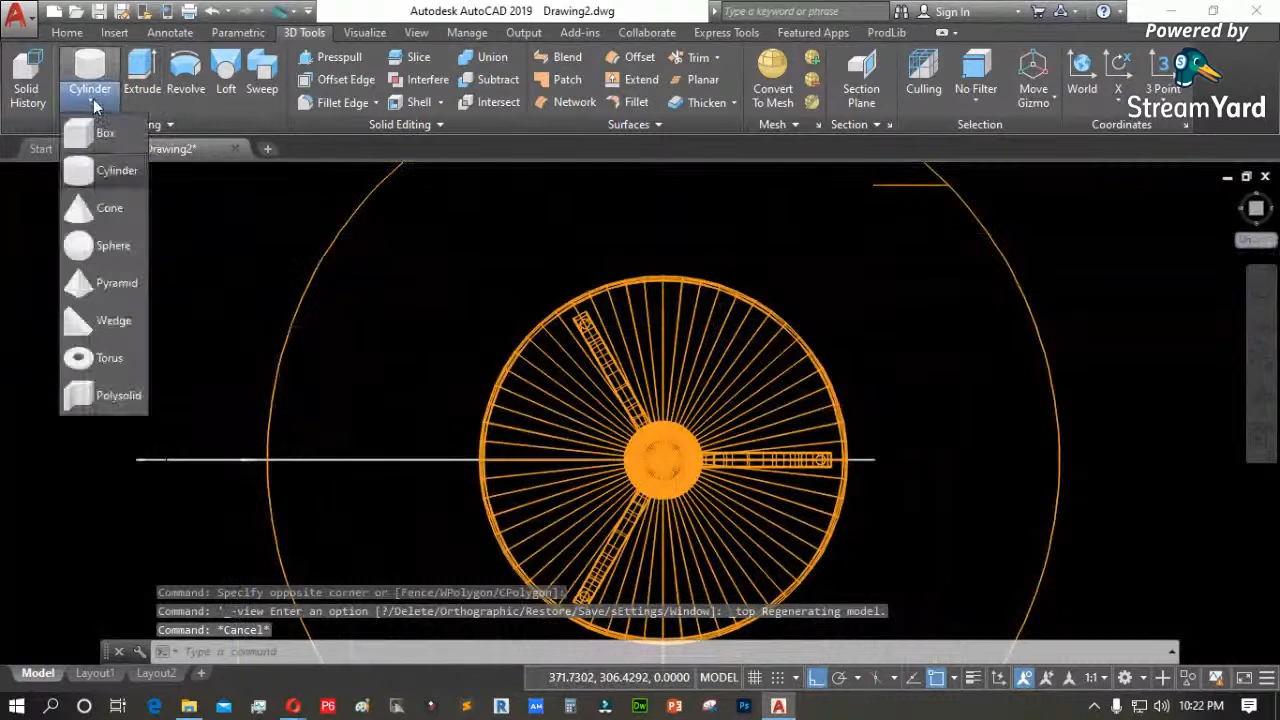 Autodesk AutoCAD 2019 Drawing2.dwg
Type a keyword or phrase
Sign In
Powered by
StreamYard
Home Insert Annotate Parametric 3D Tools Visualize View Manage Output Add-ins Collaborate Express Tools Featured Apps ProdLib
Solid History
Cylinder
Extrude Revolve Loft Sweep
Presspull Slice Union
Offset Edge Interfere Subtract
Fillet Edge Shell Intersect
Solid Editing
Blend Offset Trim
Patch Extend Planar
Network Fillet Thicken
Surfaces
Convert To Mesh
Mesh
Section Plane
Section
Culling No Filter Move Gizmo
Selection
World X 3 Point
Coordinates
Start
Drawing2*
Box
Cylinder
Cone
Sphere
Pyramid
Wedge
Torus
Polysolid
Command: Specify opposite corner or [Fence/WPolygon/CPolygon]:
Command: '_-view Enter an option [?/Delete/Orthographic/Restore/Save/sEttings/Window]: _top Regenerating model.
Command: *Cancel*
Type a command
Model Layout1 Layout2
371.7302, 306.4292, 0.0000 MODEL
1:1
10:22 PM